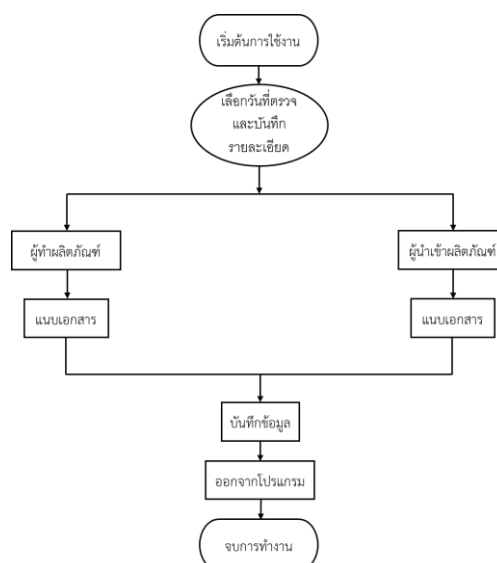 เริ่มต้นการใช้งาน
เลือกวันที่ตรวจ
และบันทึก
รายละเอียด
ผู้ทำผลิตภัณฑ์
ผู้นำเข้าผลิตภัณฑ์
แนบเอกสาร
แนบเอกสาร
บันทึกข้อมูล
ออกจากโปรแกรม
จบการทำงาน